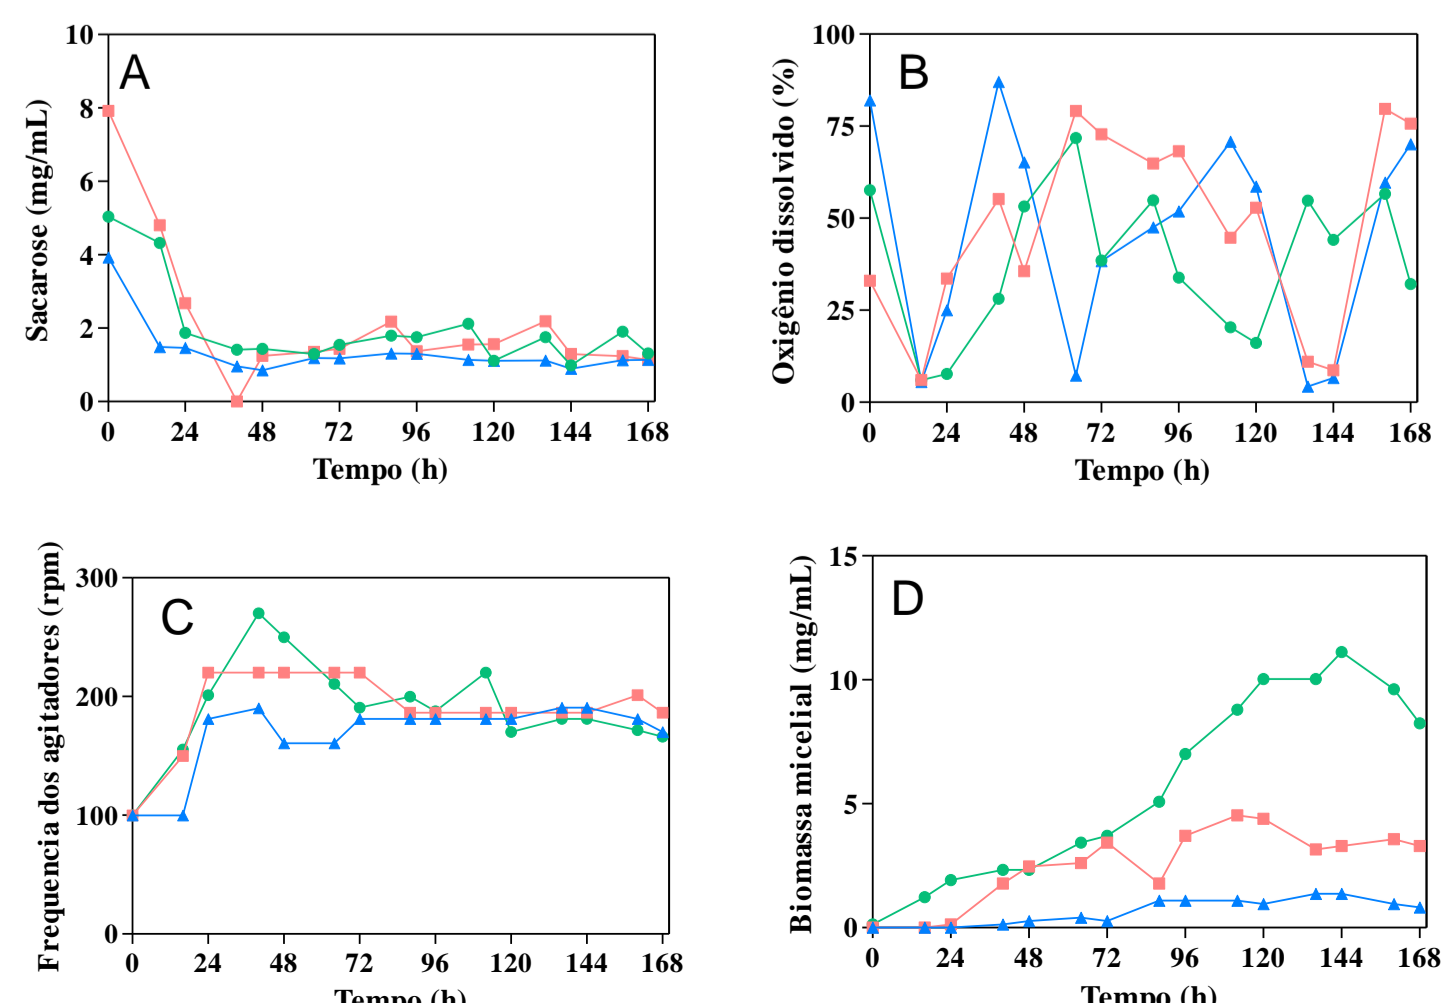 A
Sacarose (mg/mL)
10
8
6
4
2
0
0 24 48 72 96 120 144 168
Tempo (h)
B
Oxigênio dissolvido (%)
100
75
50
25
0
0 24 48 72 96 120 144 168
Tempo (h)
C
Frequencia dos agitadores (rpm)
300
200
100
0
0 24 48 72 96 120 144 168
Tempo (h)
D
Biomassa micelial (mg/mL)
15
10
5
0
0 24 48 72 96 120 144 168
Tempo (h)